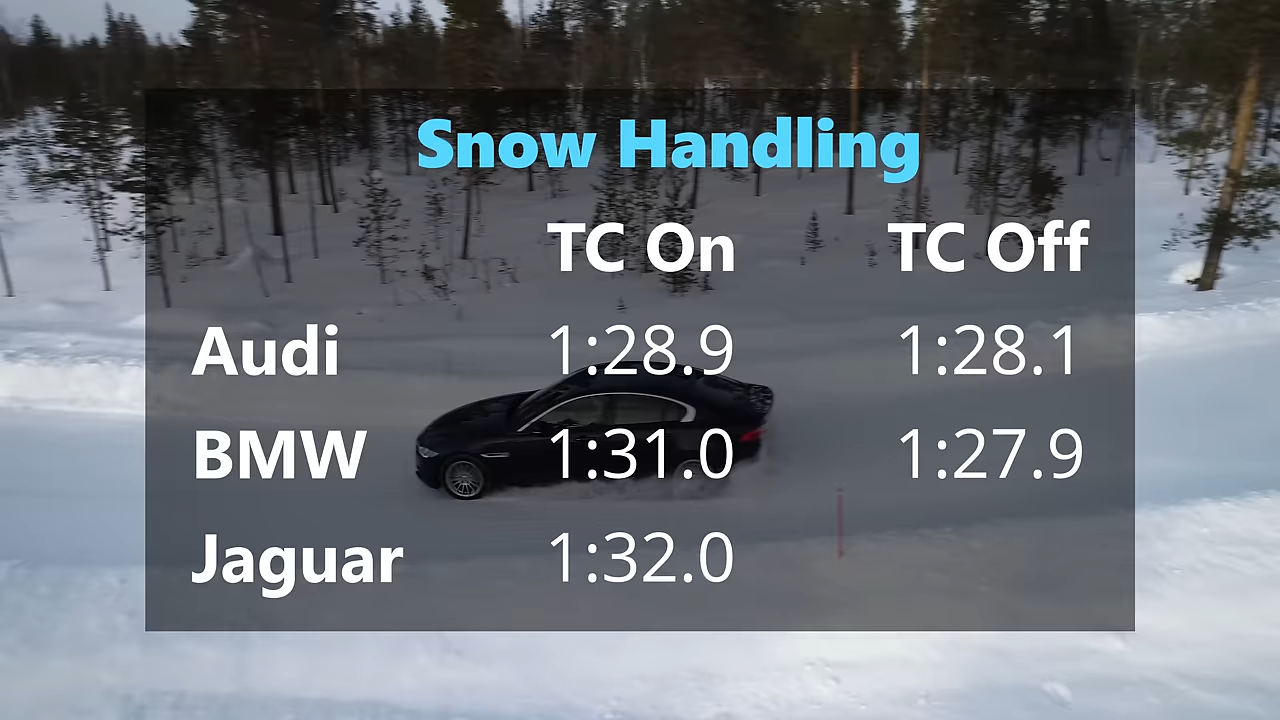 Snow Handling
TC On TC Off
Audi 1:28.9 1:28.1
BMW 1:31.0 1:27.9
Jaguar 1:32.0